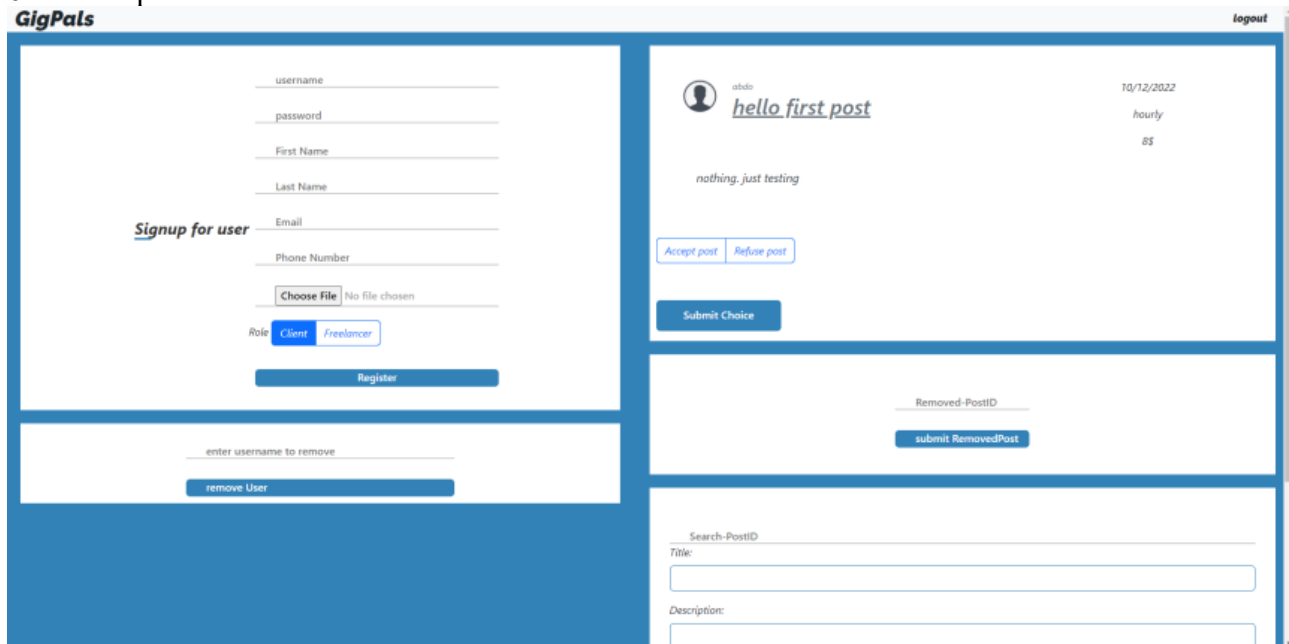 GigPals
logout
username
password
First Name
Last Name
Signup for user
Email
Phone Number
Choose File No file chosen
Role Client Freelancer
Register
enter username to remove
remove User
abdo
hello first post
10/12/2022
hourly
8$
nothing. just testing
Accept post Refuse post
Submit Choice
Removed-PostID
submit RemovedPost
Search-PostID
Title:
Description: